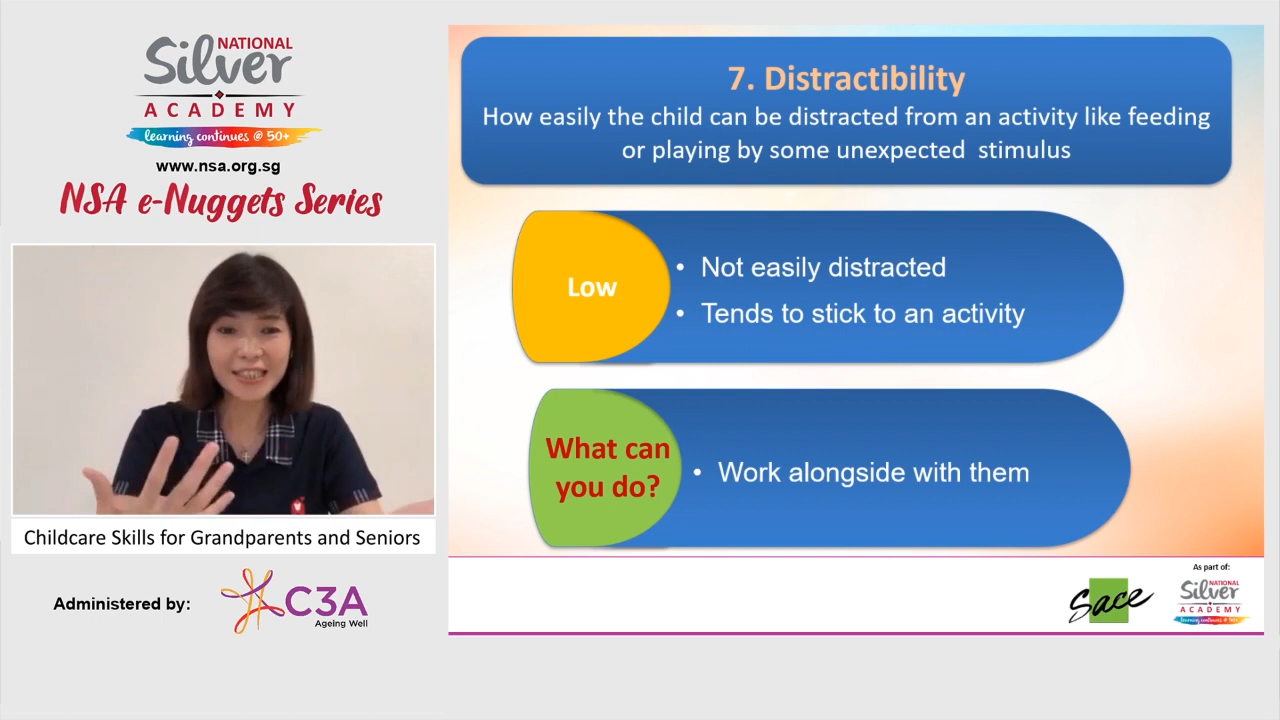 NATIONAL
Silver
ACADEMY
learning continues @ 50+
www.nsa.org.sg
NSA e-Nuggets Series
Childcare Skills for Grandparents and Seniors
Administered by:
C3A
Ageing Well
7. Distractibility
How easily the child can be distracted from an activity like feeding
or playing by some unexpected stimulus
Low
• Not easily distracted
• Tends to stick to an activity
What can
you do?
• Work alongside with them
Sace
As part of:
NATIONAL
Silver
ACADEMY
learning continues @ 50+